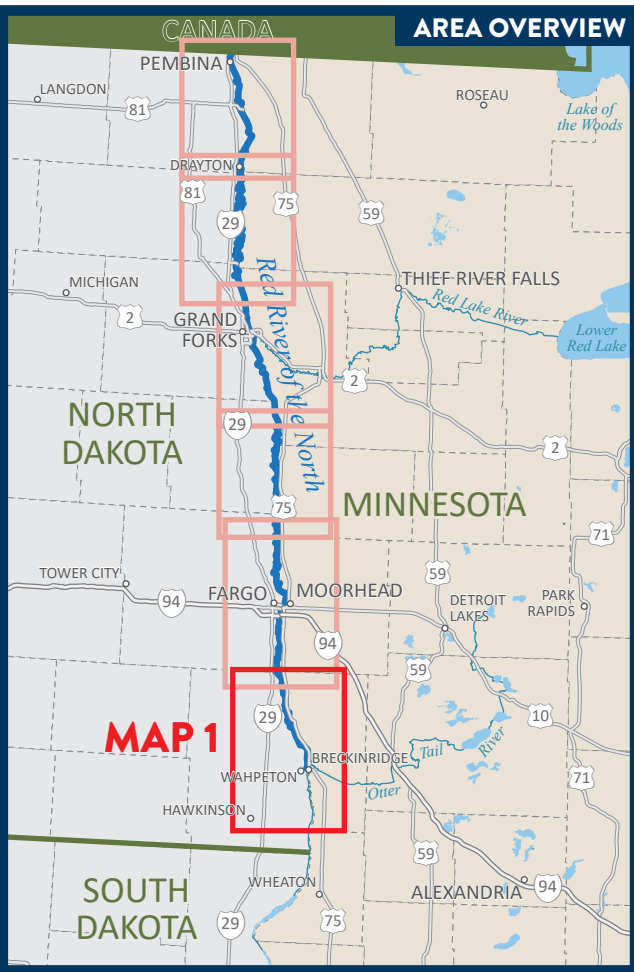 CANADA
AREA OVERVIEW
PEMBINA
LANGDON
81
ROSEAU
Lake of
the Woods
DRAYTON
81
75
59
29
Red River of the North
MICHIGAN
2
THIEF RIVER FALLS
Red Lake River
GRAND
FORKS
Lower
Red Lake
2
NORTH
DAKOTA
29
2
75
MINNESOTA
71
TOWER CITY
94
59
FARGO
MOORHEAD
DETROIT
LAKES
PARK
RAPIDS
94
59
MAP 1
29
10
BRECKINRIDGE
Tail
River
WAHPETON
Otter
71
HAWKINSON
59
SOUTH
DAKOTA
WHEATON
ALEXANDRIA
94
29
75